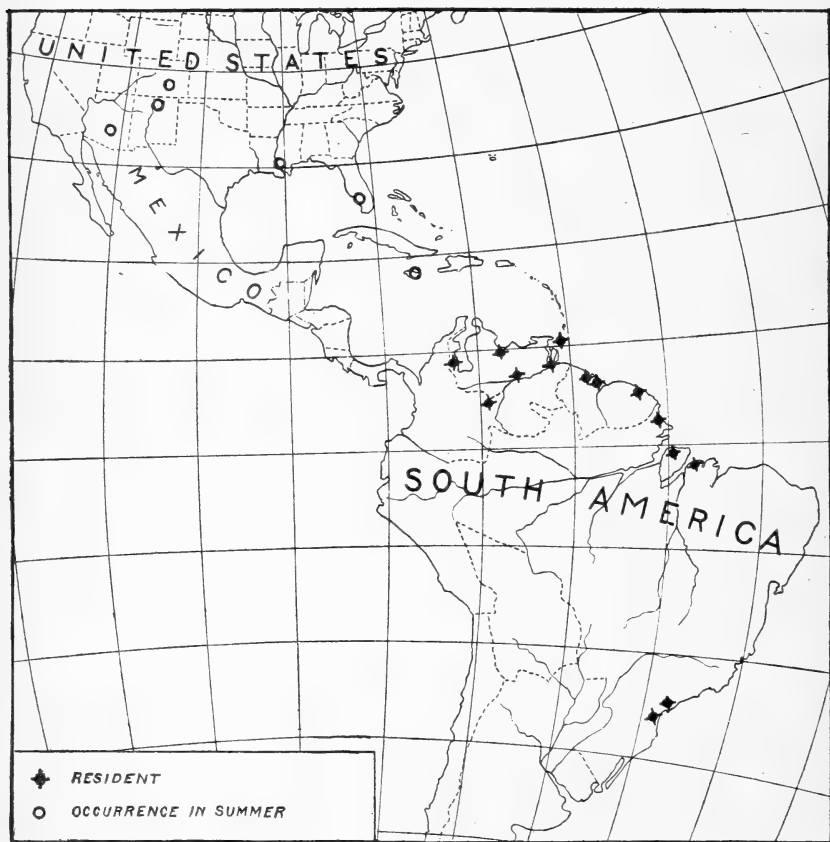 UNITED STATES
MEXICO
SOUTH AMERICA
RESIDENT
OCCURRENCE IN SUMMER